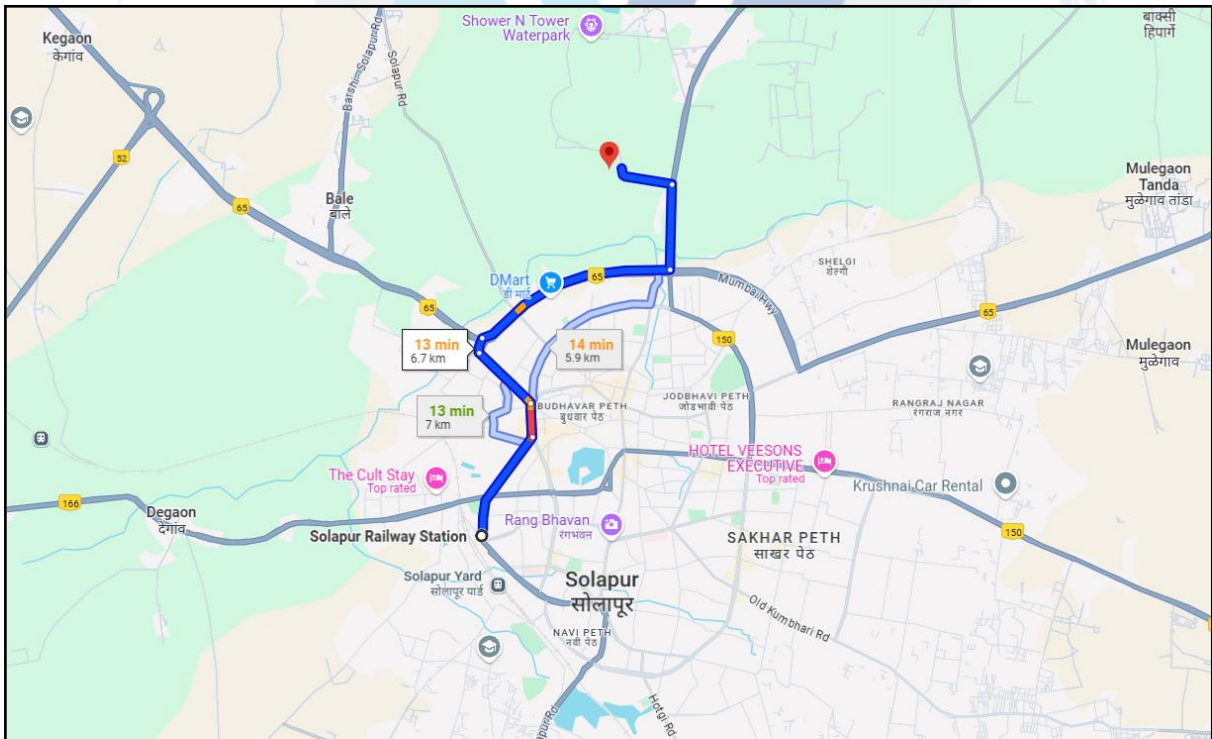 Shower N Tower
Waterpark
बाक्सी
हिपार्गे
Kegaon
केगांव
Barshi-Solapur Rd
Solapur Rd
52
65
Bale
बाले
Mulegaon
Tanda
मुळेगाव तांडा
SHELGI
शेल्गी
DMart
डी मार्ट
65
Mumbai Hwy
65
65
150
13 min
6.7 km
14 min
5.9 km
Mulegaon
मुळेगाव
13 min
7 km
BUDHAVAR PETH
बुधवार पेठ
JODBHAVI PETH
जोडभावी पेठ
RANGRAJ NAGAR
रंगराज नगर
HOTEL VEESONS
EXECUTIVE
Top rated
The Cult Stay
Top rated
Krushnai Car Rental
166
Degaon
देगांव
Solapur Railway Station
Rang Bhavan
रंगभवन
SAKHAR PETH
साखर पेठ
150
Solapur Yard
सोलापूर यार्ड
Solapur
सोलापूर
Old Kumbhari Rd
NAVI PETH
नवी पेठ
Hotgi Rd
apur Rd